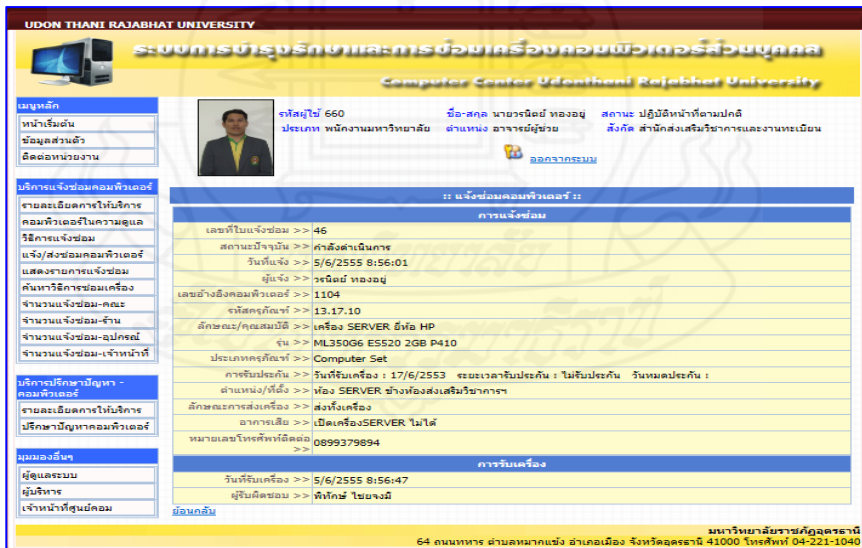 UDON THANI RAJABHAT UNIVERSITY
ระบบการบำรุงรักษาและการซ่อมเครื่องคอมพิวเตอร์ส่วนบุคคล
Computer Center Udonthani Rajabhat University
เมนูหลัก
หน้าเริ่มต้น
ข้อมูลส่วนตัว
ติดต่อหน่วยงาน
บริการแจ้งซ่อมคอมพิวเตอร์
รายละเอียดการให้บริการ
คอมพิวเตอร์ในความดูแล
วิธีการแจ้งซ่อม
แจ้ง/ส่งซ่อมคอมพิวเตอร์
แสดงรายการแจ้งซ่อม
ค้นหาวิธีการซ่อมเครื่อง
จำนวนแจ้งซ่อม-คณะ
จำนวนแจ้งซ่อม-ร้าน
จำนวนแจ้งซ่อม-อุปกรณ์
จำนวนแจ้งซ่อม-เจ้าหน้าที่
บริการปรึกษาปัญหา -
คอมพิวเตอร์
รายละเอียดการให้บริการ
ปรึกษาปัญหาคอมพิวเตอร์
มุมมองอื่นๆ
ผู้ดูแลระบบ
ผู้บริหาร
เจ้าหน้าที่ศูนย์คอม
รหัสผู้ใช้ 660 ชื่อ-สกุล นายวรนิตย์ ทองอยู่ สถานะ ปฏิบัติหน้าที่ตามปกติ
ประเภท พนักงานมหาวิทยาลัย ตำแหน่ง อาจารย์ผู้ช่วย สังกัด สำนักส่งเสริมวิชาการและงานทะเบียน
ออกจากระบบ
:: แจ้งซ่อมคอมพิวเตอร์ ::
การแจ้งซ่อม
เลขที่ใบแจ้งซ่อม >> 46
สถานะปัจจุบัน >> กำลังดำเนินการ
วันที่แจ้ง >> 5/6/2555 8:56:01
ผู้แจ้ง >> วรนิตย์ ทองอยู่
เลขอ้างอิงคอมพิวเตอร์ >> 1104
รหัสครุภัณฑ์ >> 13.17.10
ลักษณะ/คุณสมบัติ >> เครื่อง SERVER ยี่ห้อ HP
รุ่น >> ML350G6 E5520 2GB P410
ประเภทครุภัณฑ์ >> Computer Set
การรับประกัน >> วันที่รับเครื่อง : 17/6/2553 ระยะเวลารับประกัน : ไม่รับประกัน วันหมดประกัน :
ตำแหน่ง/ที่ตั้ง >> ห้อง SERVER ข้างห้องส่งเสริมวิชาการฯ
ลักษณะการส่งเครื่อง >> ส่งทั้งเครื่อง
อาการเสีย >> เปิดเครื่องSERVER ไม่ได้
หมายเลขโทรศัพท์ติดต่อ >> 0899379894
การรับเครื่อง
วันที่รับเครื่อง >> 5/6/2555 8:56:47
ผู้รับผิดชอบ >> พิทักษ์ ไชยจงมี
ย้อนกลับ
มหาวิทยาลัยราชภัฏอุดรธานี
64 ถนนทหาร ตำบลหมากแข้ง อำเภอเมือง จังหวัดอุดรธานี 41000 โทรศัพท์ 04-221-1040